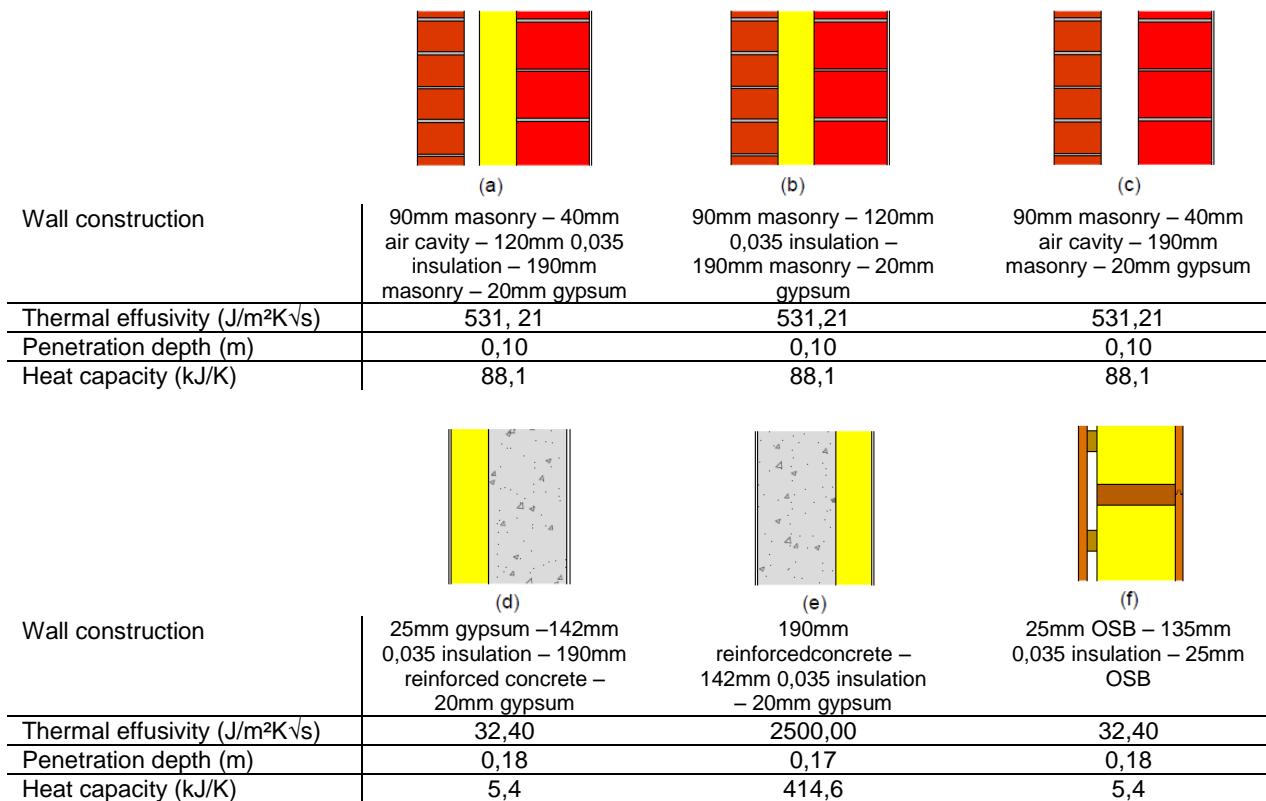 (a) (b) (c)
Wall construction
90mm masonry – 40mm
air cavity – 120mm 0,035
insulation – 190mm
masonry – 20mm gypsum
90mm masonry – 120mm
0,035 insulation –
190mm masonry – 20mm
gypsum
90mm masonry – 40mm
air cavity – 190mm
masonry – 20mm gypsum
Thermal effusivity (J/m²K√s) 531, 21 531,21 531,21
Penetration depth (m) 0,10 0,10 0,10
Heat capacity (kJ/K) 88,1 88,1 88,1
(d) (e) (f)
Wall construction
25mm gypsum –142mm
0,035 insulation – 190mm
reinforced concrete –
20mm gypsum
190mm
reinforcedconcrete –
142mm 0,035 insulation
– 20mm gypsum
25mm OSB – 135mm
0,035 insulation – 25mm
OSB
Thermal effusivity (J/m²K√s) 32,40 2500,00 32,40
Penetration depth (m) 0,18 0,17 0,18
Heat capacity (kJ/K) 5,4 414,6 5,4